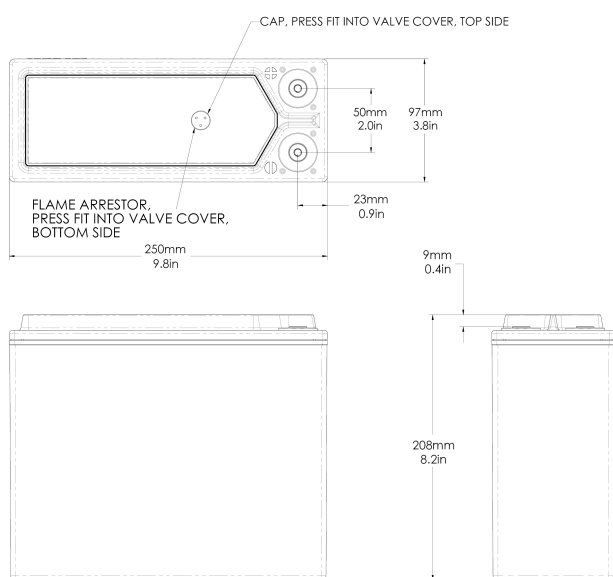 CAP, PRESS FIT INTO VALVE COVER, TOP SIDE
50mm
2.0in
97mm
3.8in
FLAME ARRESTOR,
PRESS FIT INTO VALVE COVER,
BOTTOM SIDE
23mm
0.9in
250mm
9.8in
9mm
0.4in
208mm
8.2in